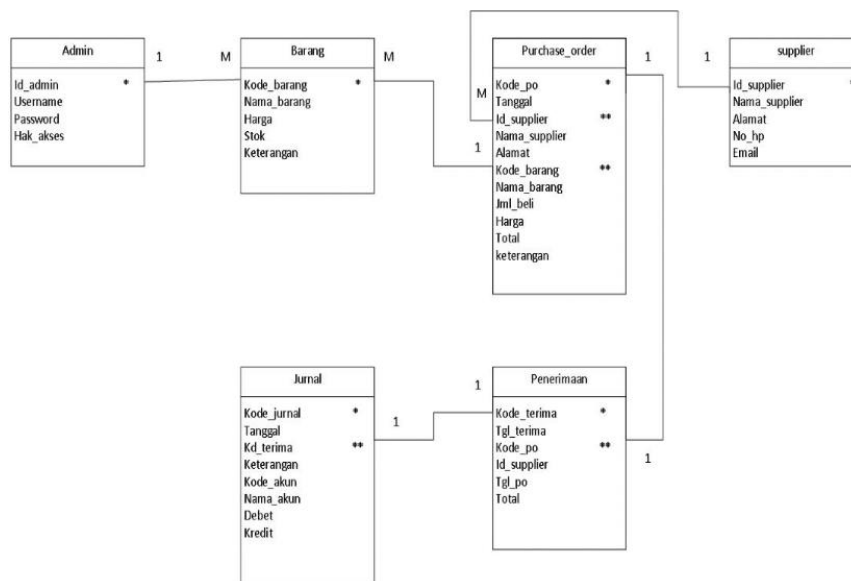 Admin
Id_admin *
Username
Password
Hak_akses
1
M
Barang
Kode_barang *
Nama_barang
Harga
Stok
Keterangan
M
1
Purchase_order
Kode_po *
Tanggal
Id_supplier **
Nama_supplier
Alamat
Kode_barang **
Nama_barang
Jml_beli
Harga
Total
keterangan
M
1
1
supplier
Id_supplier *
Nama_supplier
Alamat
No_hp
Email
Jurnal
Kode_jurnal *
Tanggal
Kd_terima **
Keterangan
Kode_akun
Nama_akun
Debet
Kredit
1
1
Penerimaan
Kode_terima *
Tgl_terima
Kode_po **
Id_supplier
Tgl_po
Total
1